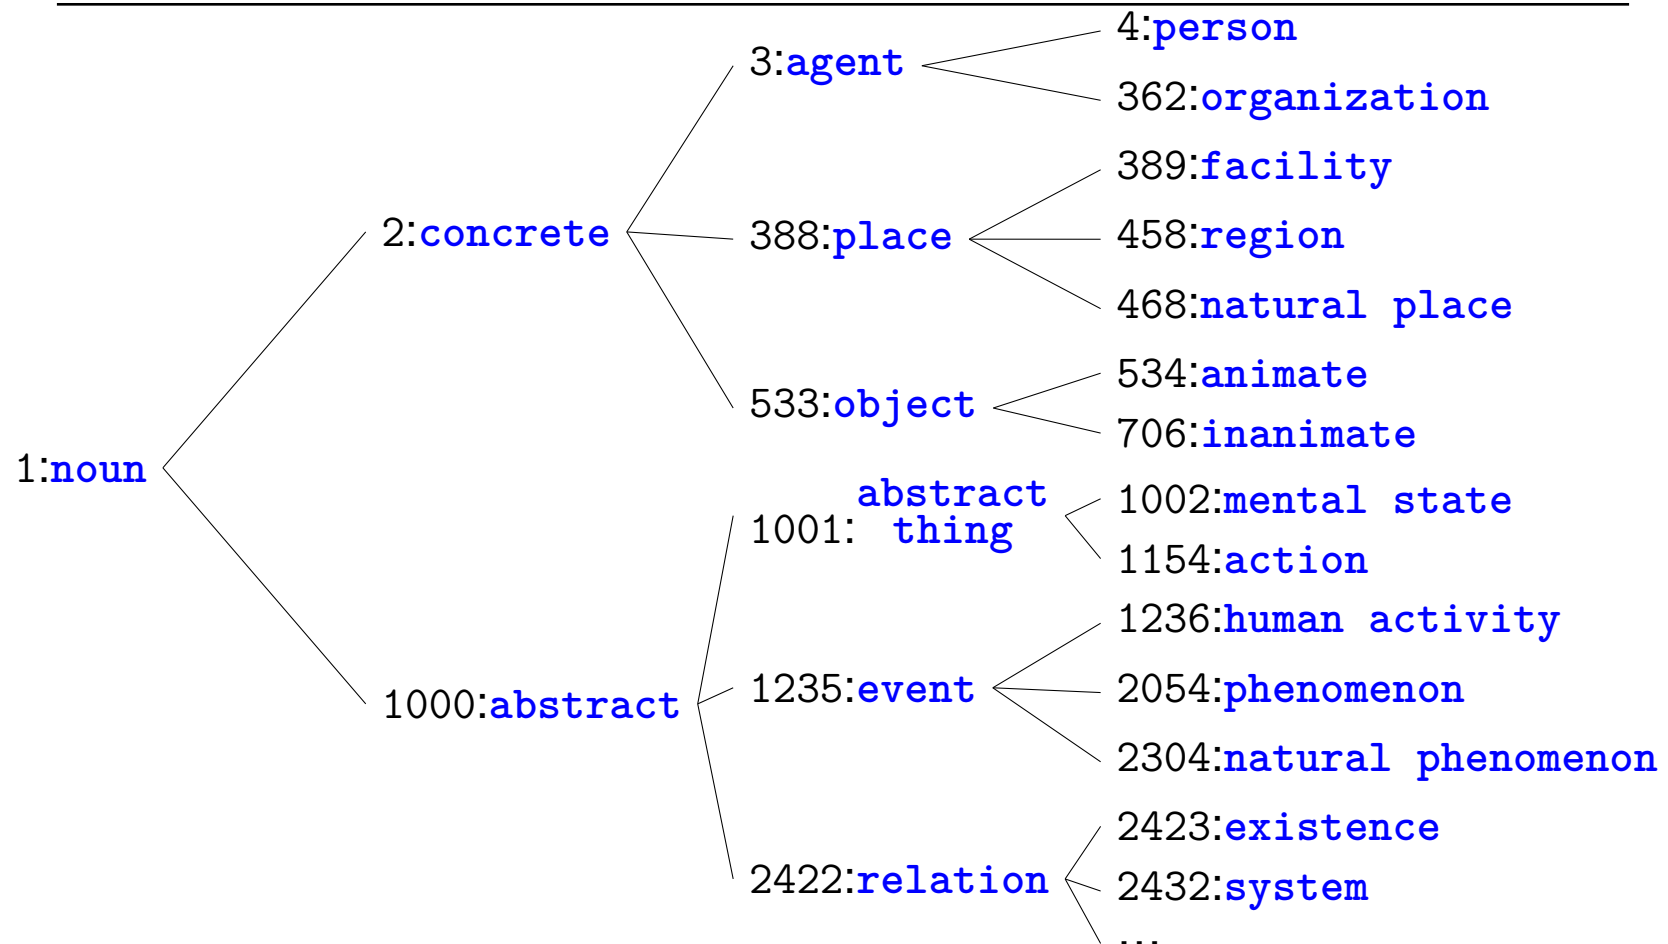 4:person
3:agent
362:organization
389:facility
2:concrete
388:place
458:region
468:natural place
534:animate
533:object
706:inanimate
1:noun
abstract
1001: thing
1002:mental state
1154:action
1236:human activity
1000:abstract
1235:event
2054:phenomenon
2304:natural phenomenon
2423:existence
2422:relation
2432:system
...